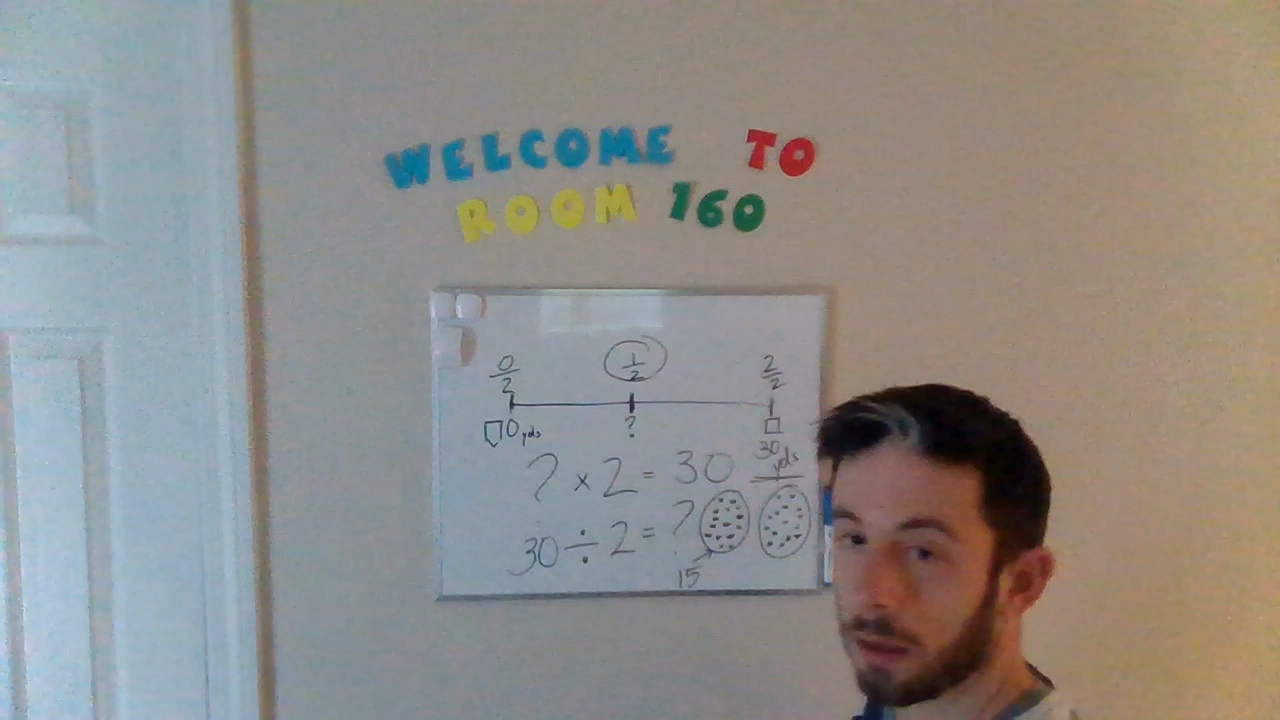 WELCOME TO
ROOM 160
0/2 1/2 2/2
0 yds ? 30 yds
? × 2 = 30
30 ÷ 2 = ?
15